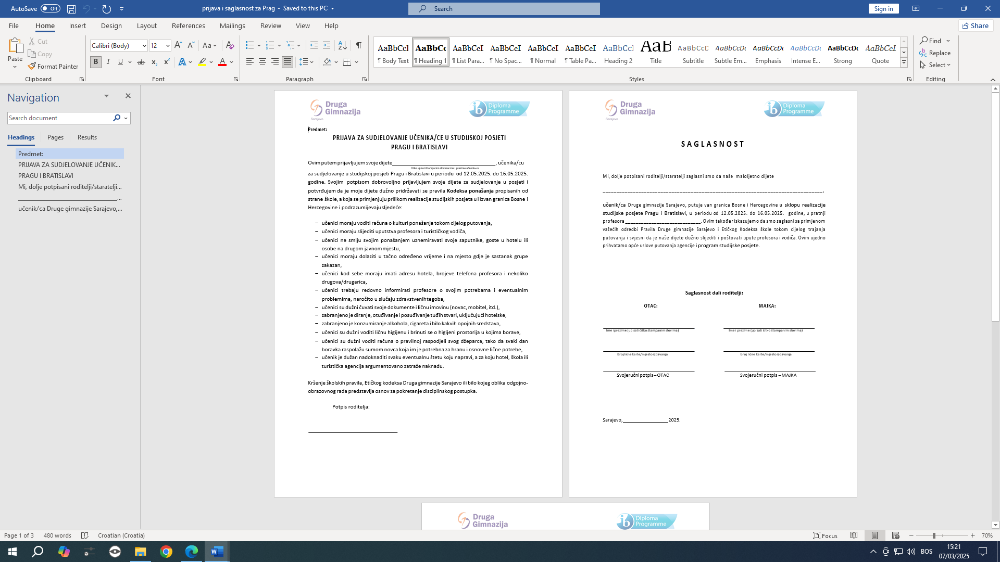 AutoSave Off
prijava i saglasnost za Prag - Saved to this PC
Search
Sign in
File Home Insert Design Layout References Mailings Review View Help
Share
Paste
Cut
Copy
Format Painter
Clipboard
Calibri (Body) 12
Font
Paragraph
AaBbCcI AaBbCc AaBbCcI AaBbCcI AaBbCcI AaBbCcI AaBbCcI AaB AaBbCcD AaBbCcDc AaBbCcDc AaBbCcDc AaBbCcDc AaBbCcL
¶ Body Text ¶ Heading 1 ¶ List Para... ¶ No Spac... ¶ Normal ¶ Table Pa... Heading 2 Title Subtitle Subtle Em... Emphasis Intense E... Strong Quote
Styles
Find
Replace
Select
Editing
Navigation
Search document
Headings Pages Results
Predmet:
PRIJAVA ZA SUDJELOVANJE UČENIK...
PRAGU I BRATISLAVI
Mi, dolje potpisani roditelji/staratelji...
______________________________...
učenik/ca Druge gimnazije Sarajevo,...
Druga
Gimnazija
Sarajevo
ib Diploma
Programme
Predmet:
PRIJAVA ZA SUDJELOVANJE UČENIKA/CE U STUDIJSKOJ POSJETI
PRAGU I BRATISLAVI
Ovim putem prijavljujem svoje dijete________________________________________, učenika/cu
čitko upisati štampanim slovima ime i prezime učenika-ce
za sudjelovanje u studijskoj posjeti Pragu i Bratislavi u periodu od 12.05.2025. do 16.05.2025.
godine. Svojim potpisom dobrovoljno prijavljujem svoje dijete za sudjelovanje u posjeti i
potvrđujem da je moje dijete dužno pridržavati se pravila Kodeksa ponašanja propisanih od
strane škole, a koja se primjenjuju prilikom realizacije studijskih posjeta u i izvan granica Bosne i
Hercegovine i podrazumijevaju sljedeće:
– učenici moraju voditi računa o kulturi ponašanja tokom cijelog putovanja,
– učenici moraju slijediti uputstva profesora i turističkog vodiča,
– učenici ne smiju svojim ponašanjem uznemiravati svoje saputnike, goste u hotelu ili
osobe na drugom javnom mjestu,
– učenici moraju dolaziti u tačno određeno vrijeme i na mjesto gdje je sastanak grupe
zakazan,
– učenici kod sebe moraju imati adresu hotela, brojeve telefona profesora i nekoliko
drugova/drugarica,
– učenici trebaju redovno informirati profesore o svojim potrebama i eventualnim
problemima, naročito u slučaju zdravstvenihtegoba,
– učenici su dužni čuvati svoje dokumente i ličnu imovinu (novac, mobitel, itd.),
– zabranjeno je diranje, otuđivanje i posuđivanje tuđih stvari, uključujući hotelske,
– zabranjeno je konzumiranje alkohola, cigareta i bilo kakvih opojnih sredstava,
– učenici su dužni voditi ličnu higijenu i brinuti se o higijeni prostorija u kojima borave,
– učenici su dužni voditi računa o pravilnoj raspodjeli svog džeparca, tako da svaki dan
boravka raspolažu sumom novca koja im je potrebna za hranu i osnovne lične potrebe,
– učenik je dužan nadoknaditi svaku eventualnu štetu koju napravi, a za koju hotel, škola ili
turistička agencija argumentovano zatraže naknadu.
Kršenje školskih pravila, Etičkog kodeksa Druga gimnazije Sarajevo ili bilo kojeg oblika odgojno-
obrazovnog rada predstavlja osnov za pokretanje disciplinskog postupka.
Potpis roditelja:
Druga
Gimnazija
Sarajevo
ib Diploma
Programme
SAGLASNOST
Mi, dolje potpisani roditelji/staratelji saglasni smo da naše maloljetno dijete
________________________________________,
učenik/ca Druge gimnazije Sarajevo, putuje van granica Bosne i Hercegovine u sklopu realizacije
studijske posjete Pragu i Bratislavi, u periodu od 12.05.2025. do 16.05.2025. godine, u pratnji
profesora ____________________________. Ovim također iskazujemo da smo saglasni sa primjenom
važećih odredbi Pravila Druge gimnazije Sarajevo i Etičkog Kodeksa škole tokom cijelog trajanja
putovanja i svjesni da je naše dijete dužno slijediti i poštovati upute profesora i vodiča. Ovim ujedno
prihvatamo opće uslove putovanja agencije i program studijske posjete.
Saglasnost dali roditelji:
OTAC: MAJKA:
Ime i prezime (upisati čitko štampanim slovima) Ime i prezime (upisati čitko štampanim slovima)
Broj lične karte/mjesto izdavanja Broj lične karte/mjesto izdavanja
Svojeručni potpis – OTAC Svojeručni potpis – MAJKA
Sarajevo,_________________2025.
Druga
Gimnazija
ib Diploma
Programme
Page 1 of 3 480 words Croatian (Croatia)
Focus
70%
BOS
15:21
07/03/2025